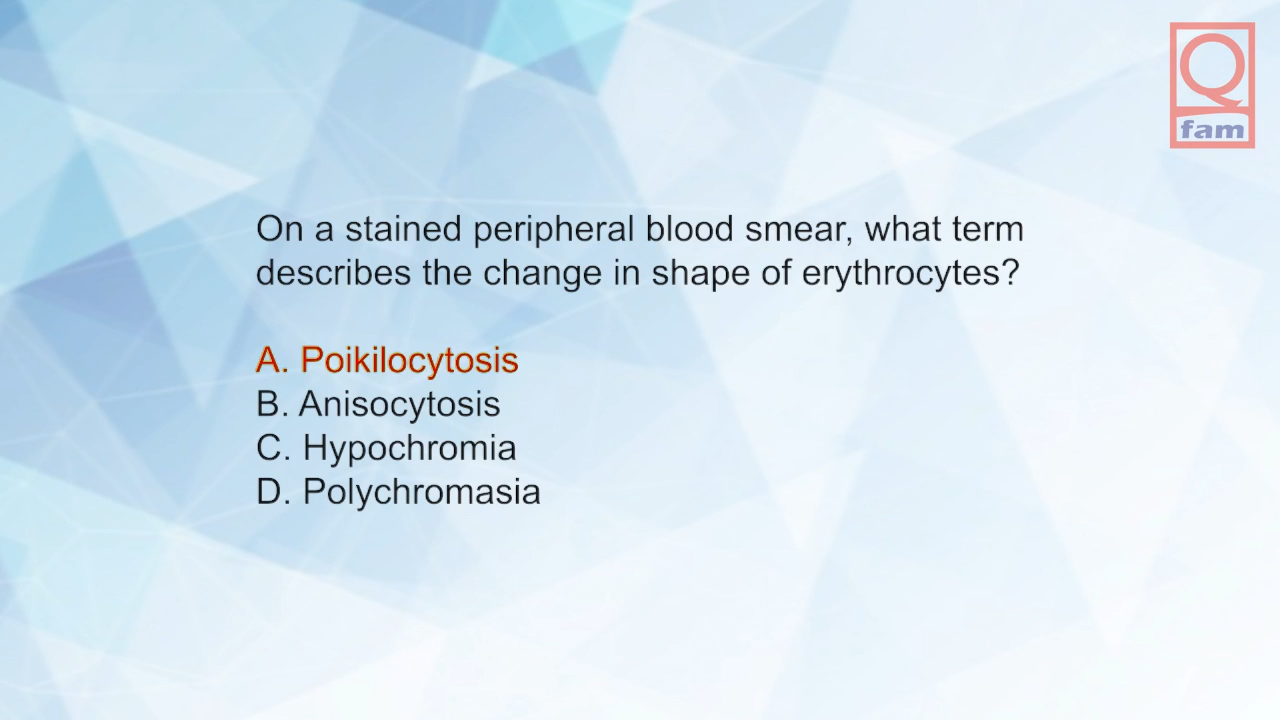 Q
fam
On a stained peripheral blood smear, what term
describes the change in shape of erythrocytes?
A. Poikilocytosis
B. Anisocytosis
C. Hypochromia
D. Polychromasia